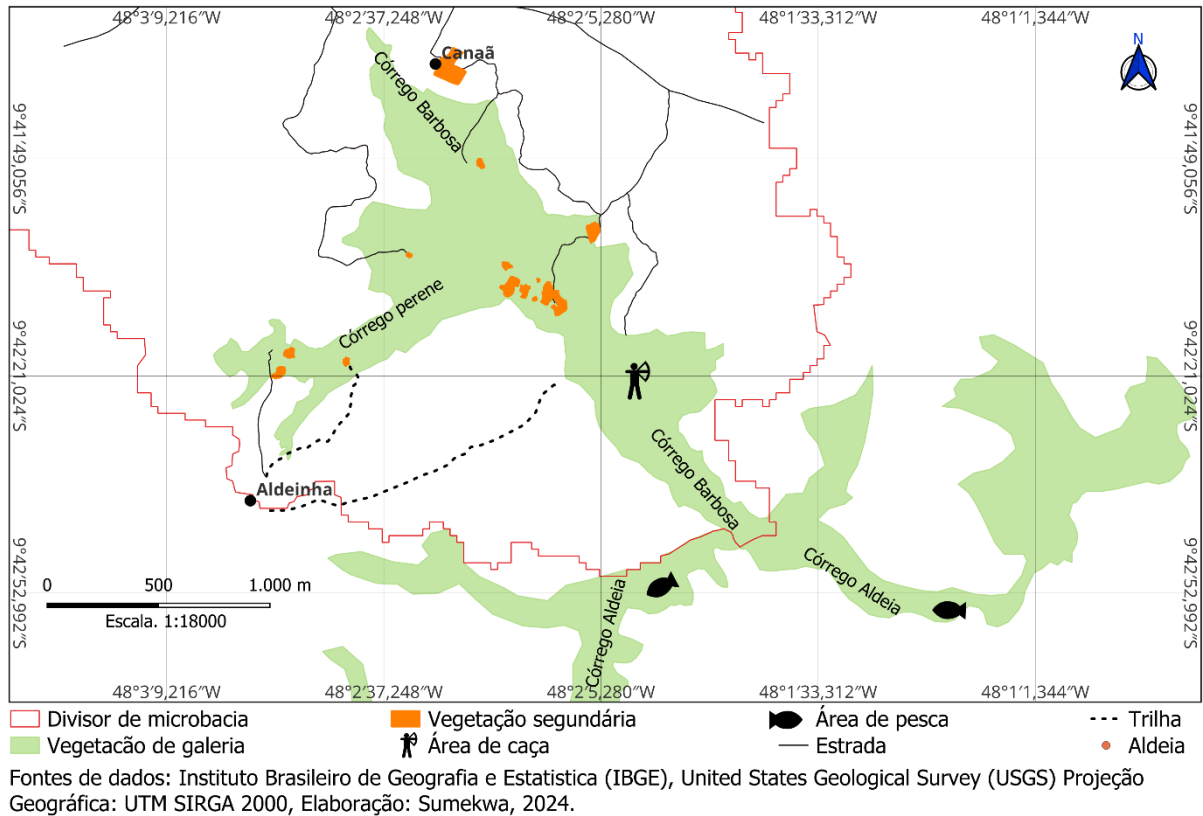 48°3′9,216″W 48°2′37,248″W 48°2′5,280″W 48°1′33,312″W 48°1′1,344″W
N
Canaã
Córrego Barbosa
9°41′49,056″S 9°41′49,056″S
Córrego perene
9°42′21,024″S 9°42′21,024″S
Aldeinha
Córrego Barbosa
Córrego Aldeia
Córrego Aldeia
9°42′52,992″S 9°42′52,992″S
0 500 1.000 m
Escala. 1:18000
48°3′9,216″W 48°2′37,248″W 48°2′5,280″W 48°1′33,312″W 48°1′1,344″W
Divisor de microbacia Vegetação segundária Área de pesca Trilha
Vegetacão de galeria Área de caça Estrada Aldeia
Fontes de dados: Instituto Brasileiro de Geografia e Estatistica (IBGE), United States Geological Survey (USGS) Projeção
Geográfica: UTM SIRGA 2000, Elaboração: Sumekwa, 2024.